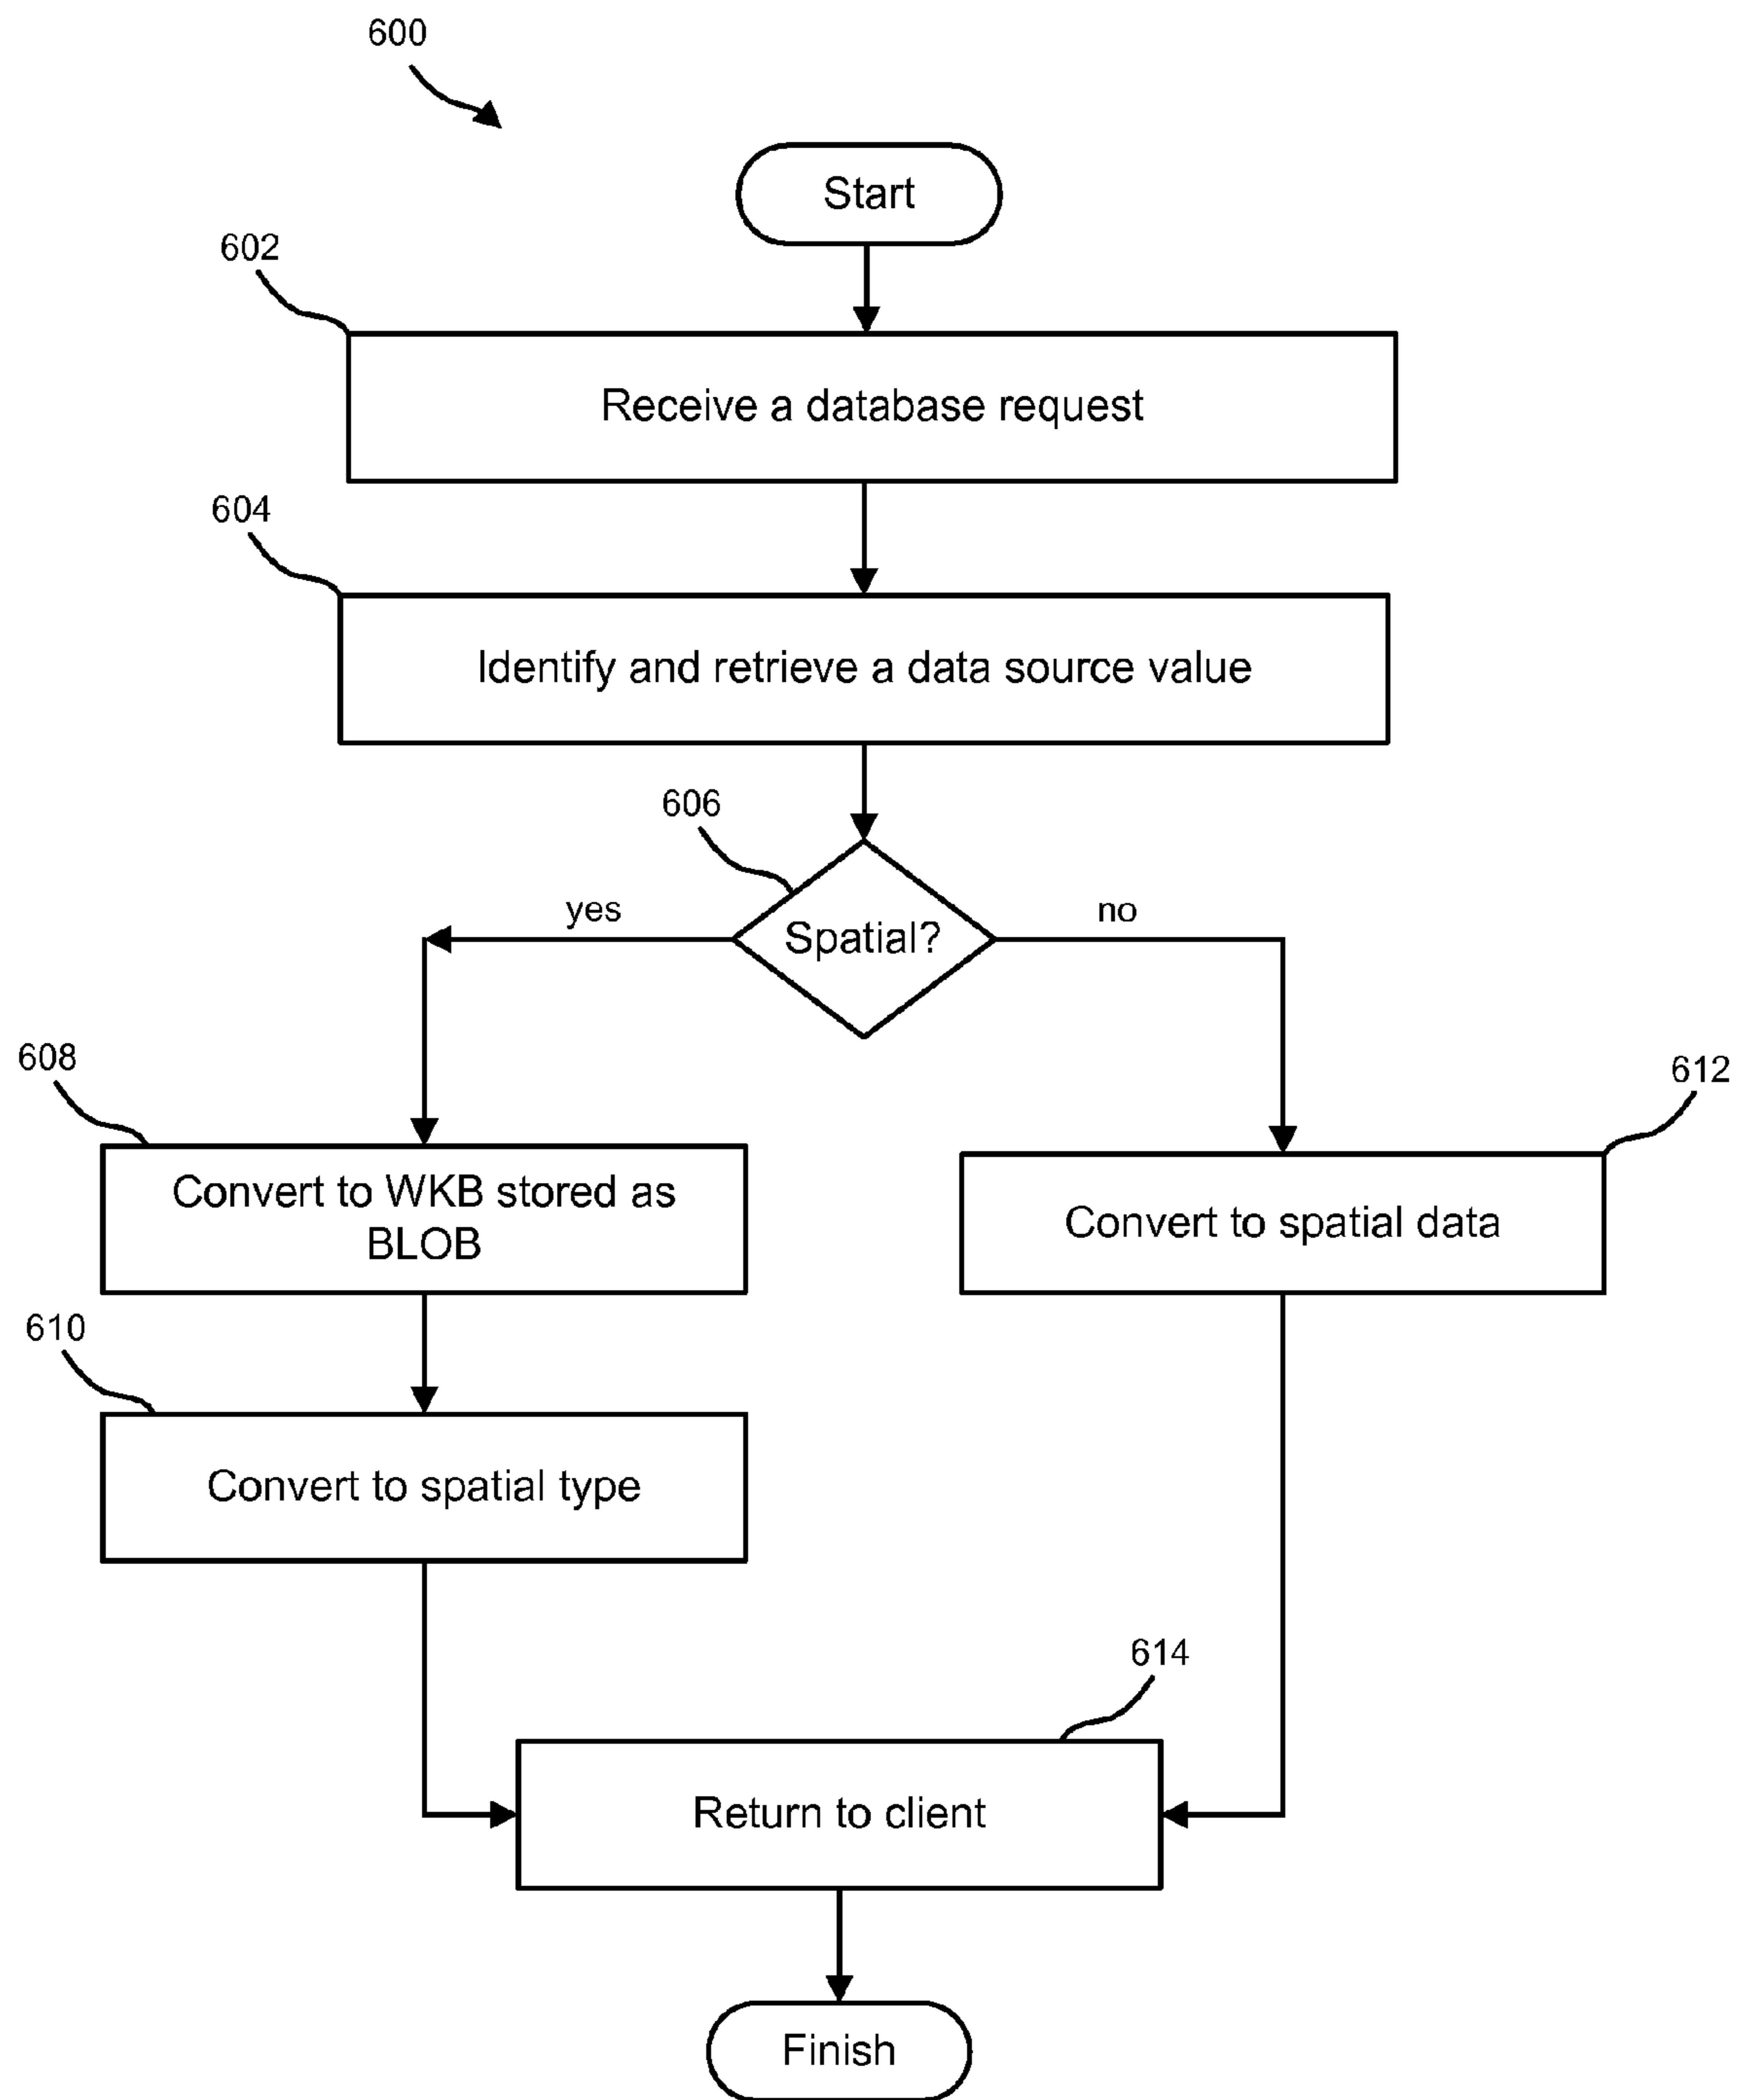 600
Start
602
Receive a database request
604
Identify and retrieve a data source value
606
yes
Spatial?
no
608
612
Convert to WKB stored as
BLOB
Convert to spatial data
610
Convert to spatial type
614
Return to client
Finish